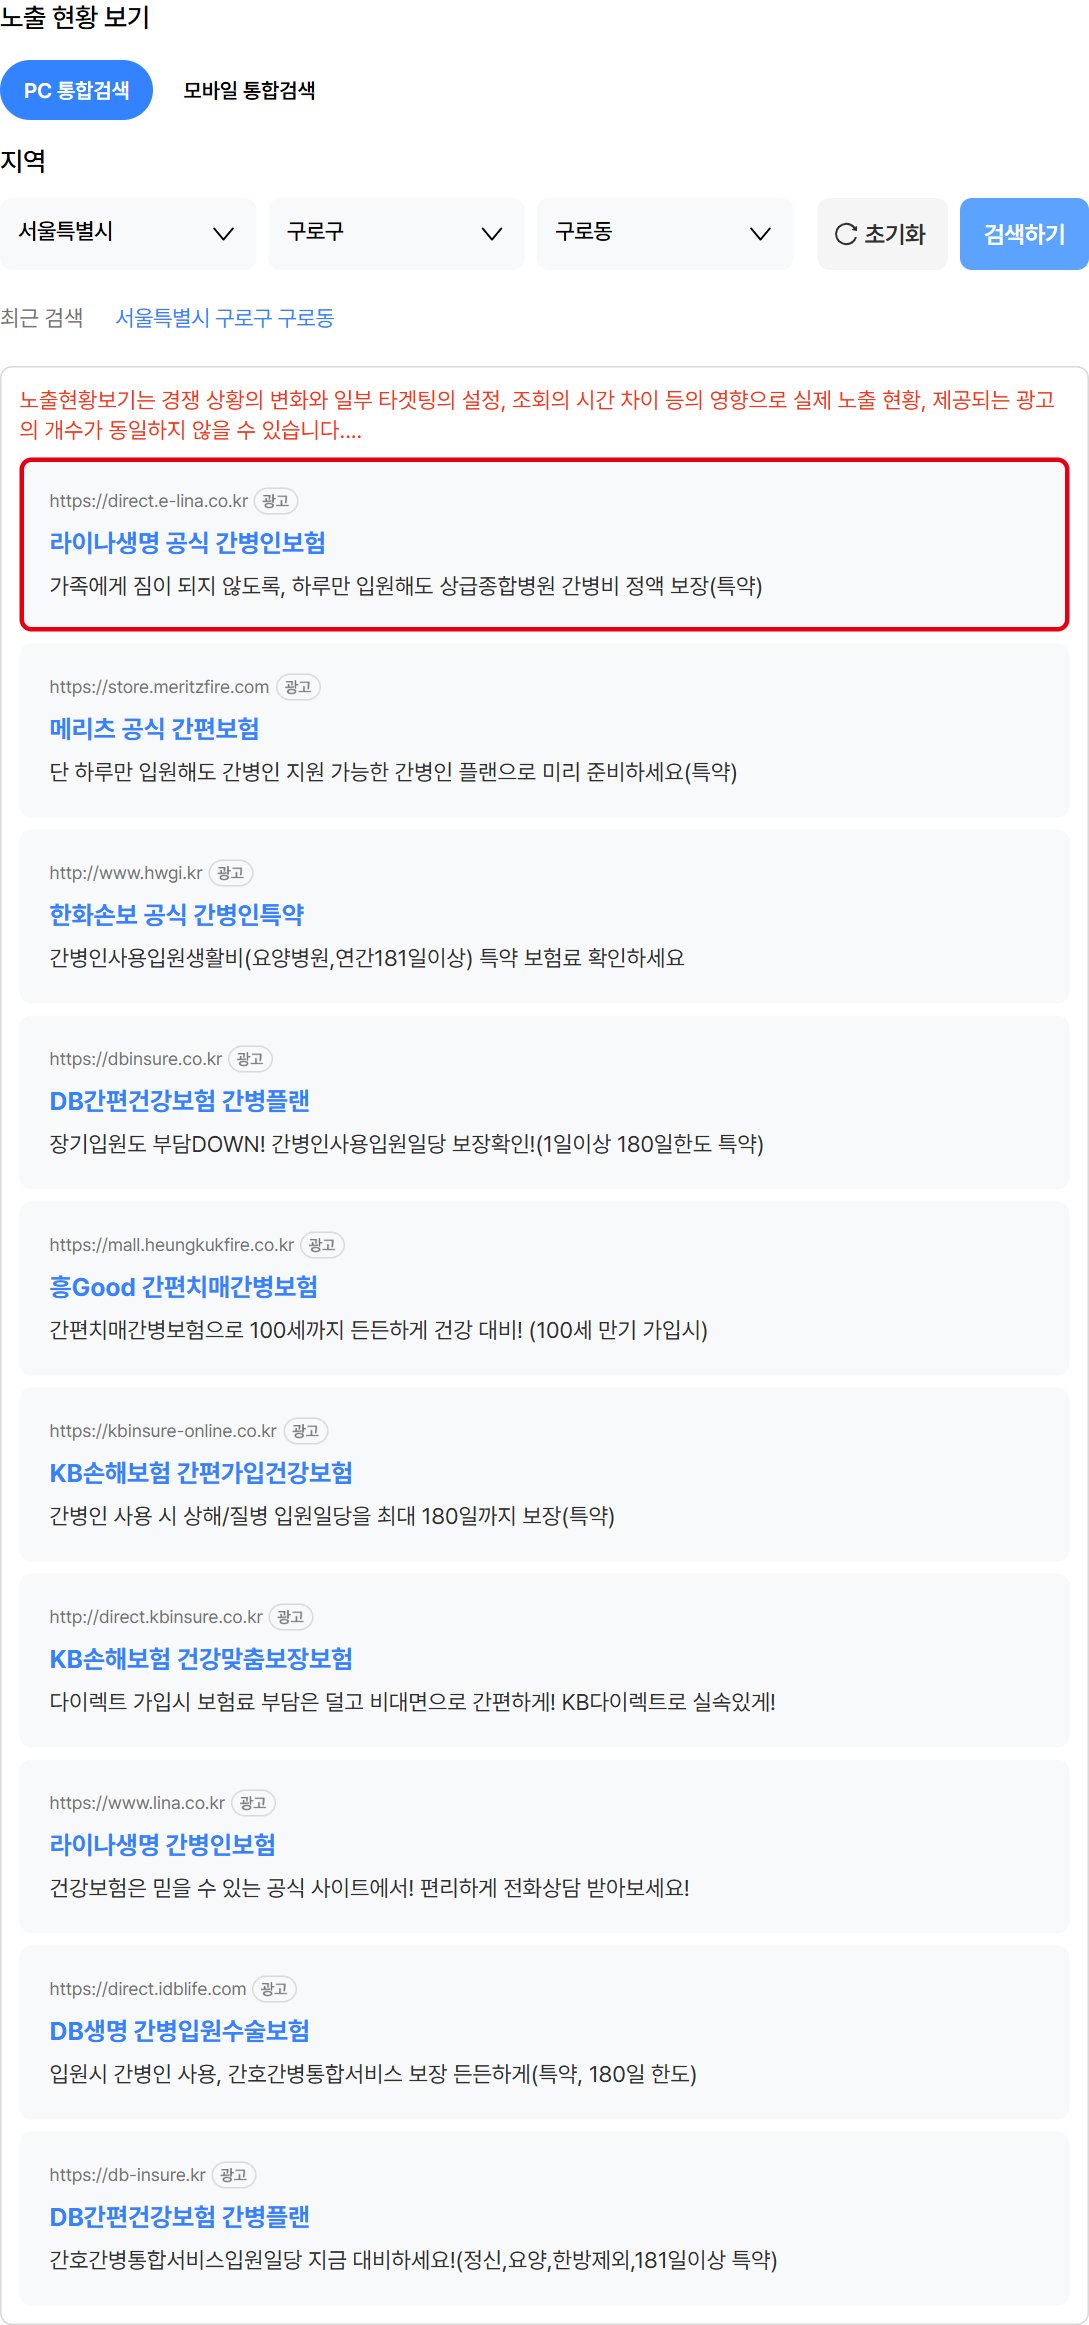 노출 현황 보기
PC 통합검색 모바일 통합검색
지역
서울특별시 구로구 구로동 초기화 검색하기
최근 검색 서울특별시 구로구 구로동
노출현황보기는 경쟁 상황의 변화와 일부 타겟팅의 설정, 조회의 시간 차이 등의 영향으로 실제 노출 현황, 제공되는 광고
의 개수가 동일하지 않을 수 있습니다....
https://direct.e-lina.co.kr 광고
라이나생명 공식 간병인보험
가족에게 짐이 되지 않도록, 하루만 입원해도 상급종합병원 간병비 정액 보장(특약)
https://store.meritzfire.com 광고
메리츠 공식 간편보험
단 하루만 입원해도 간병인 지원 가능한 간병인 플랜으로 미리 준비하세요(특약)
http://www.hwgi.kr 광고
한화손보 공식 간병인특약
간병인사용입원생활비(요양병원,연간181일이상) 특약 보험료 확인하세요
https://dbinsure.co.kr 광고
DB간편건강보험 간병플랜
장기입원도 부담DOWN! 간병인사용입원일당 보장확인!(1일이상 180일한도 특약)
https://mall.heungkukfire.co.kr 광고
흥Good 간편치매간병보험
간편치매간병보험으로 100세까지 든든하게 건강 대비! (100세 만기 가입시)
https://kbinsure-online.co.kr 광고
KB손해보험 간편가입건강보험
간병인 사용 시 상해/질병 입원일당을 최대 180일까지 보장(특약)
http://direct.kbinsure.co.kr 광고
KB손해보험 건강맞춤보장보험
다이렉트 가입시 보험료 부담은 덜고 비대면으로 간편하게! KB다이렉트로 실속있게!
https://www.lina.co.kr 광고
라이나생명 간병인보험
건강보험은 믿을 수 있는 공식 사이트에서! 편리하게 전화상담 받아보세요!
https://direct.idblife.com 광고
DB생명 간병입원수술보험
입원시 간병인 사용, 간호간병통합서비스 보장 든든하게(특약, 180일 한도)
https://db-insure.kr 광고
DB간편건강보험 간병플랜
간호간병통합서비스입원일당 지금 대비하세요!(정신,요양,한방제외,181일이상 특약)